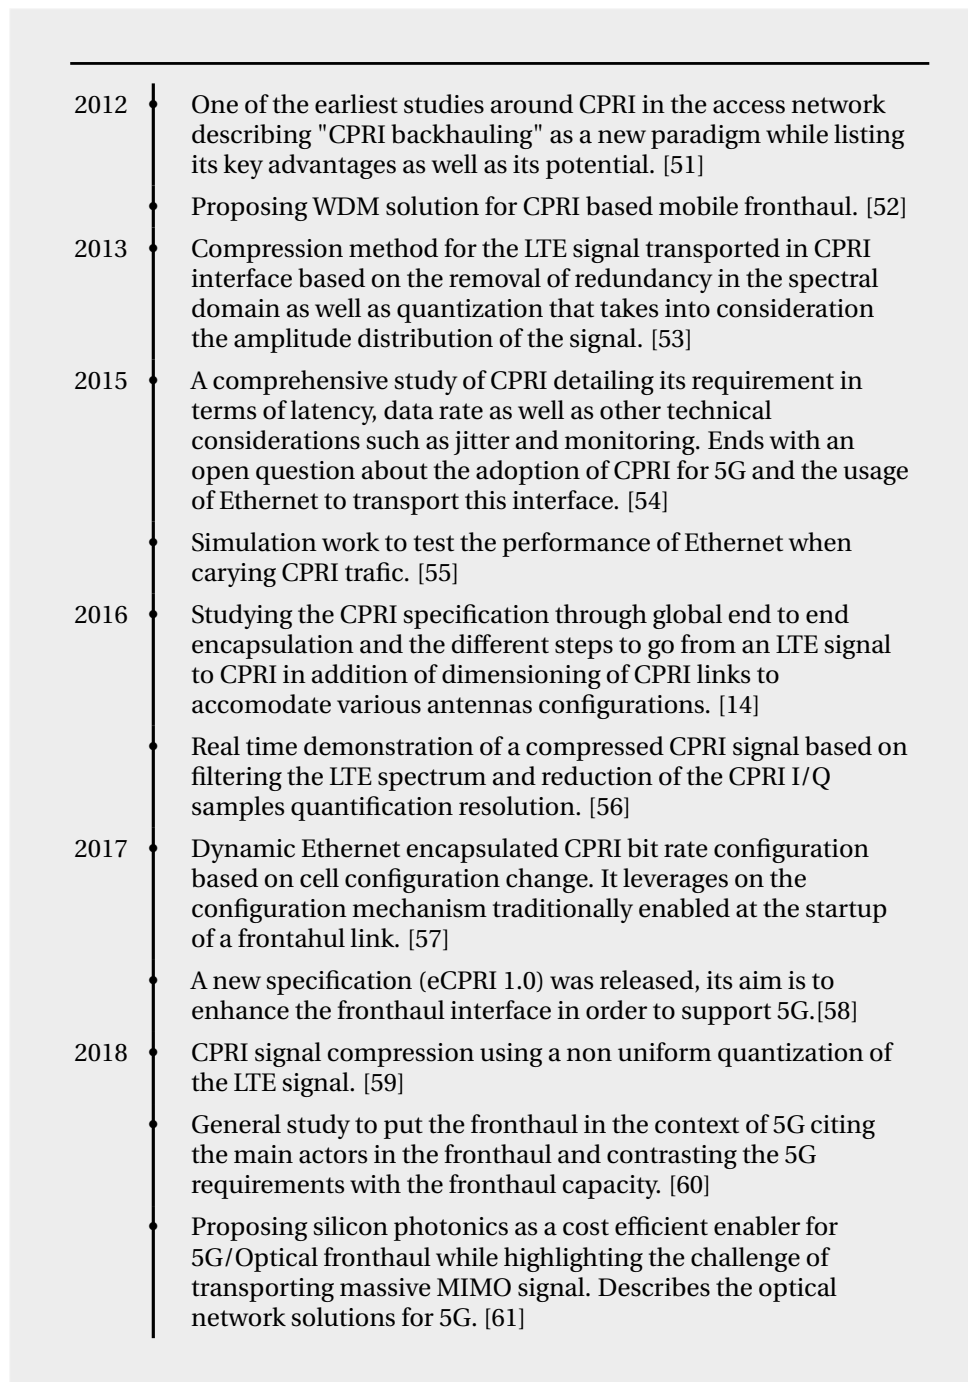 2012 One of the earliest studies around CPRI in the access network
describing "CPRI backhauling" as a new paradigm while listing
its key advantages as well as its potential. [51]
Proposing WDM solution for CPRI based mobile fronthaul. [52]
2013 Compression method for the LTE signal transported in CPRI
interface based on the removal of redundancy in the spectral
domain as well as quantization that takes into consideration
the amplitude distribution of the signal. [53]
2015 A comprehensive study of CPRI detailing its requirement in
terms of latency, data rate as well as other technical
considerations such as jitter and monitoring. Ends with an
open question about the adoption of CPRI for 5G and the usage
of Ethernet to transport this interface. [54]
Simulation work to test the performance of Ethernet when
carying CPRI trafic. [55]
2016 Studying the CPRI specification through global end to end
encapsulation and the different steps to go from an LTE signal
to CPRI in addition of dimensioning of CPRI links to
accomodate various antennas configurations. [14]
Real time demonstration of a compressed CPRI signal based on
filtering the LTE spectrum and reduction of the CPRI I/Q
samples quantification resolution. [56]
2017 Dynamic Ethernet encapsulated CPRI bit rate configuration
based on cell configuration change. It leverages on the
configuration mechanism traditionally enabled at the startup
of a frontahul link. [57]
A new specification (eCPRI 1.0) was released, its aim is to
enhance the fronthaul interface in order to support 5G.[58]
2018 CPRI signal compression using a non uniform quantization of
the LTE signal. [59]
General study to put the fronthaul in the context of 5G citing
the main actors in the fronthaul and contrasting the 5G
requirements with the fronthaul capacity. [60]
Proposing silicon photonics as a cost efficient enabler for
5G/Optical fronthaul while highlighting the challenge of
transporting massive MIMO signal. Describes the optical
network solutions for 5G. [61]